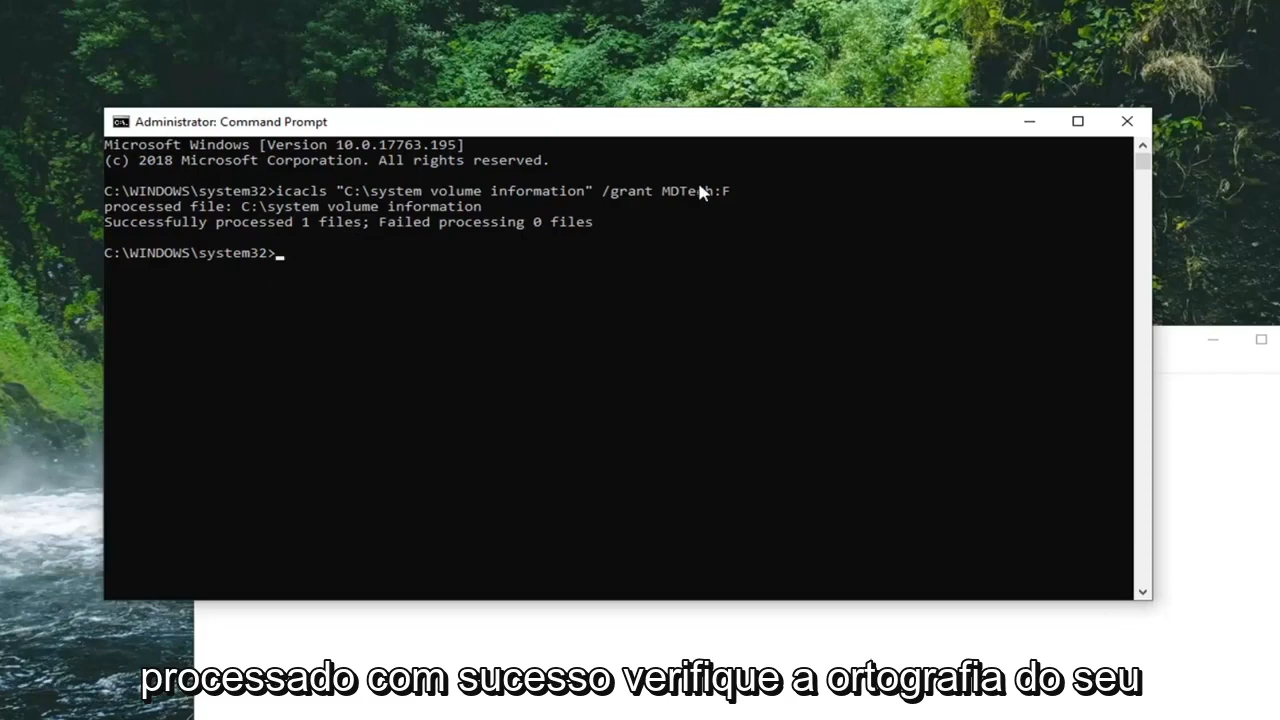 Administrator: Command Prompt
Microsoft Windows [Version 10.0.17763.195]
(c) 2018 Microsoft Corporation. All rights reserved.
C:\WINDOWS\system32>icacls "C:\system volume information" /grant MDTech:F
processed file: C:\system volume information
Successfully processed 1 files; Failed processing 0 files
C:\WINDOWS\system32>
processado com sucesso verifique a ortografia do seu